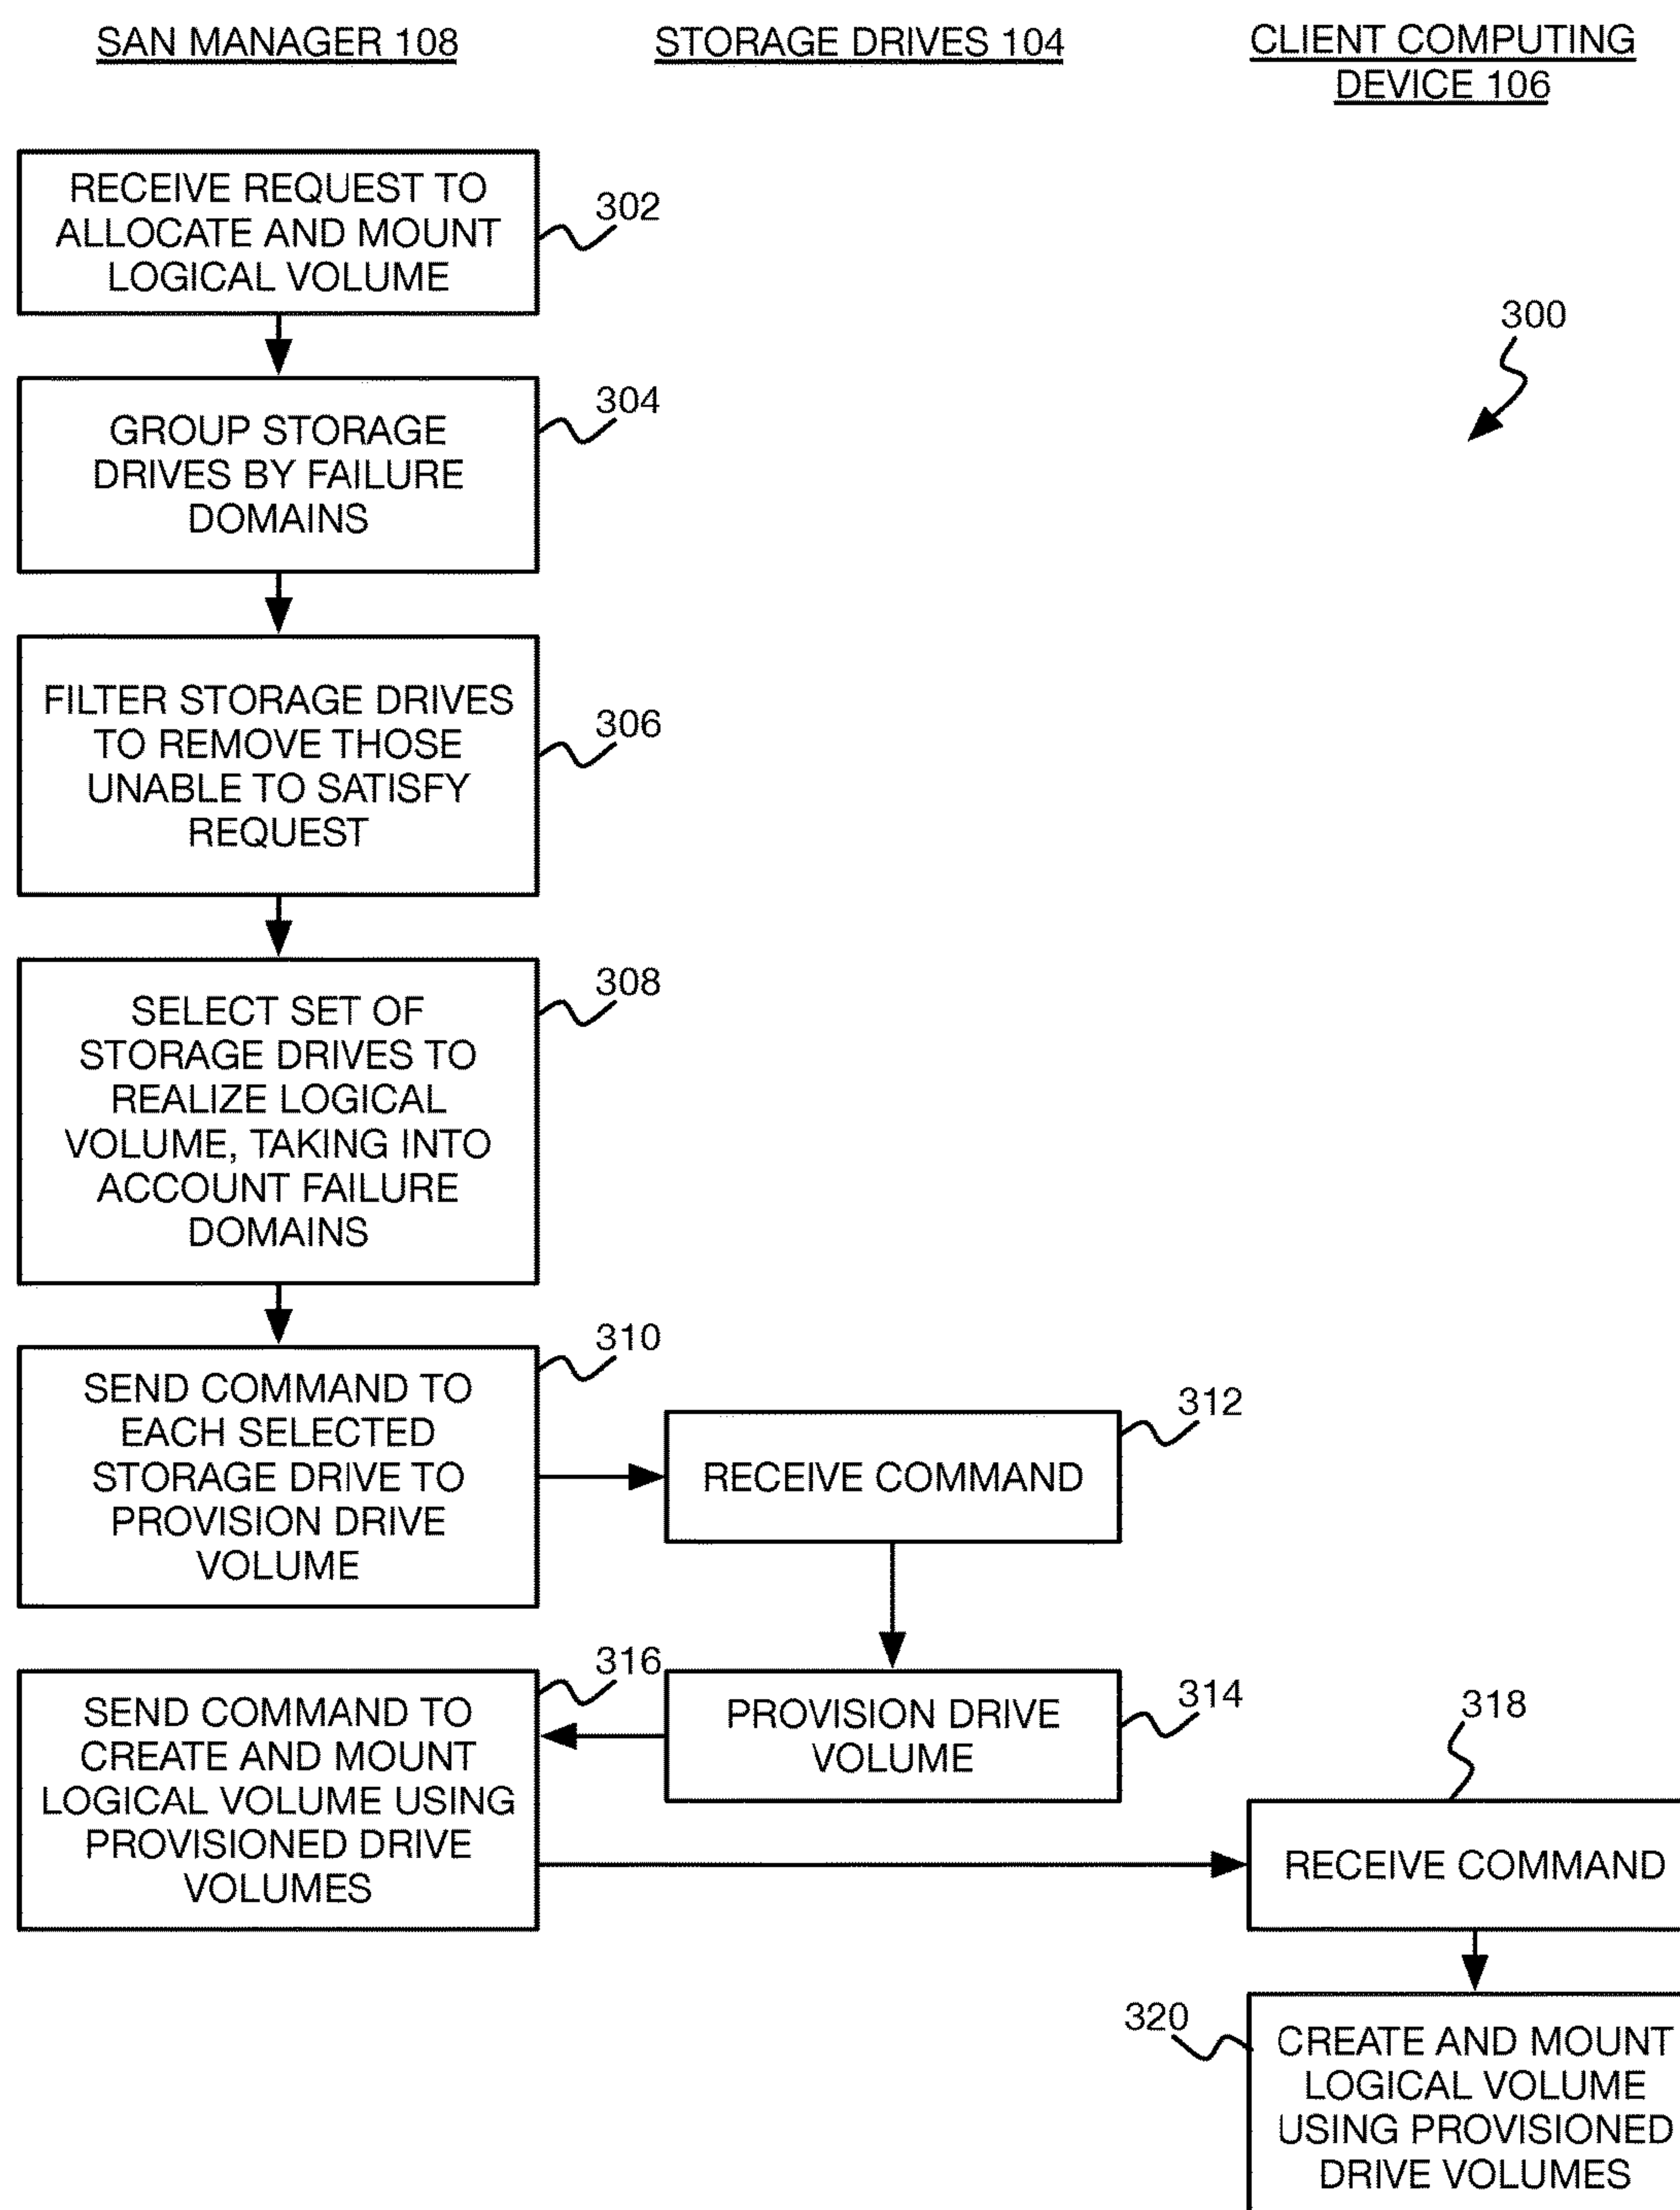 SAN MANAGER 108
STORAGE DRIVES 104
CLIENT COMPUTING
DEVICE 106
RECEIVE REQUEST TO
ALLOCATE AND MOUNT
LOGICAL VOLUME
302
300
GROUP STORAGE
DRIVES BY FAILURE
DOMAINS
304
FILTER STORAGE DRIVES
TO REMOVE THOSE
UNABLE TO SATISFY
REQUEST
306
SELECT SET OF
STORAGE DRIVES TO
REALIZE LOGICAL
VOLUME, TAKING INTO
ACCOUNT FAILURE
DOMAINS
308
SEND COMMAND TO
EACH SELECTED
STORAGE DRIVE TO
PROVISION DRIVE
VOLUME
310
RECEIVE COMMAND
312
PROVISION DRIVE
VOLUME
314
SEND COMMAND TO
CREATE AND MOUNT
LOGICAL VOLUME USING
PROVISIONED DRIVE
VOLUMES
316
RECEIVE COMMAND
318
CREATE AND MOUNT
LOGICAL VOLUME
USING PROVISIONED
DRIVE VOLUMES
320